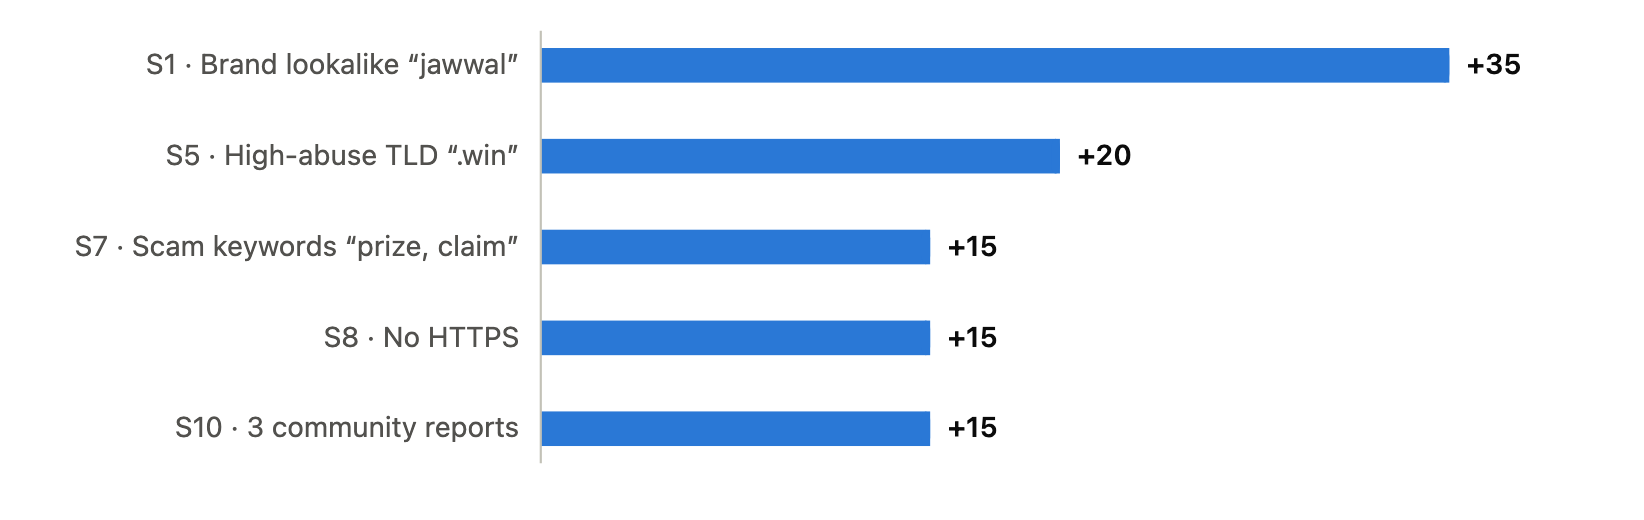 S1 · Brand lookalike “jawwal” +35
S5 · High-abuse TLD “.win” +20
S7 · Scam keywords “prize, claim” +15
S8 · No HTTPS +15
S10 · 3 community reports +15